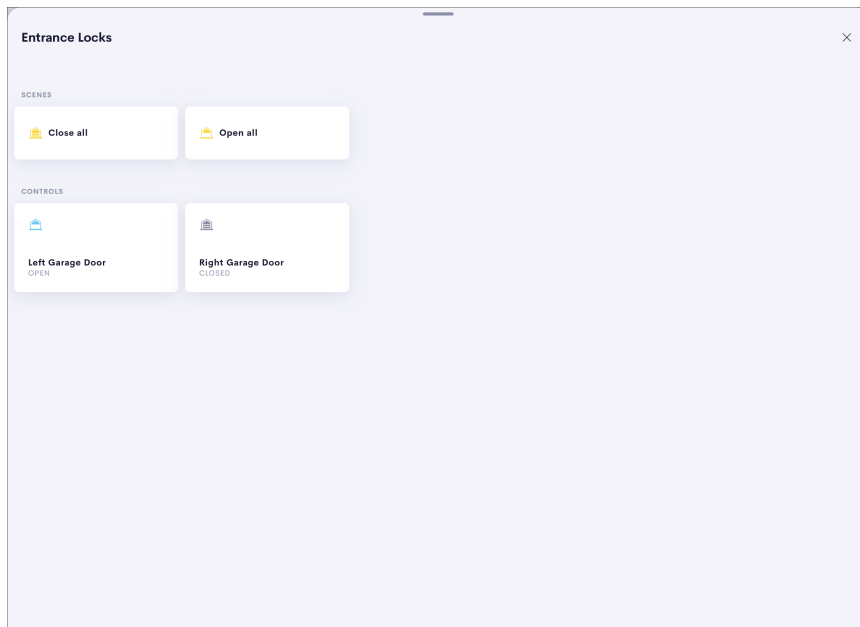 Entrance Locks
SCENES
Close all
Open all
CONTROLS
Left Garage Door
OPEN
Right Garage Door
CLOSED